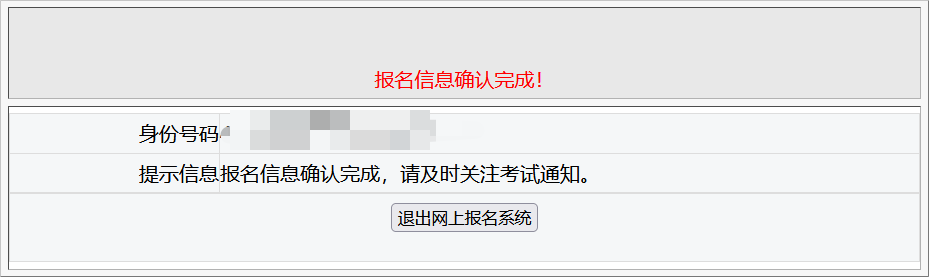 报名信息确认完成！
身份号码
提示信息 报名信息确认完成，请及时关注考试通知。
退出网上报名系统